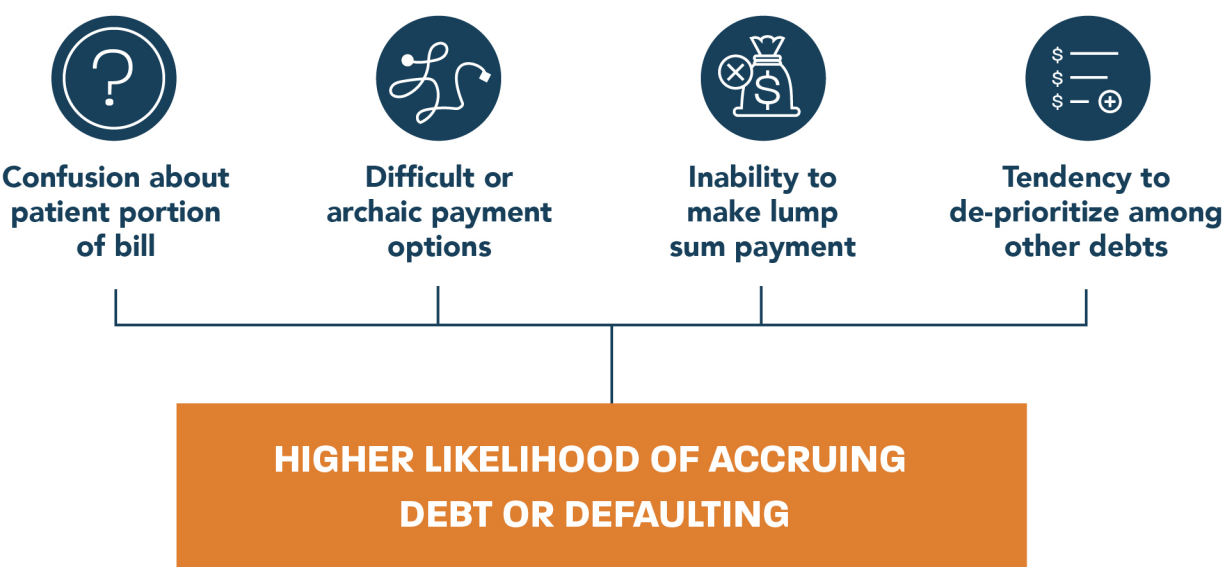 ?
$
$
$
$
Confusion about
patient portion
of bill
Difficult or
archaic payment
options
Inability to
make lump
sum payment
Tendency to
de-prioritize among
other debts
HIGHER LIKELIHOOD OF ACCRUING
DEBT OR DEFAULTING